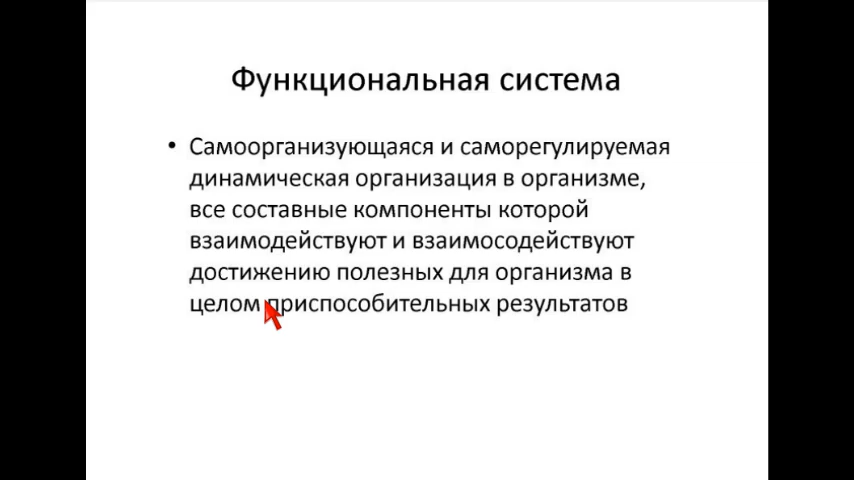 Функциональная система
• Самоорганизующаяся и саморегулируемая
динамическая организация в организме,
все составные компоненты которой
взаимодействуют и взаимосодействуют
достижению полезных для организма в
целом приспособительных результатов